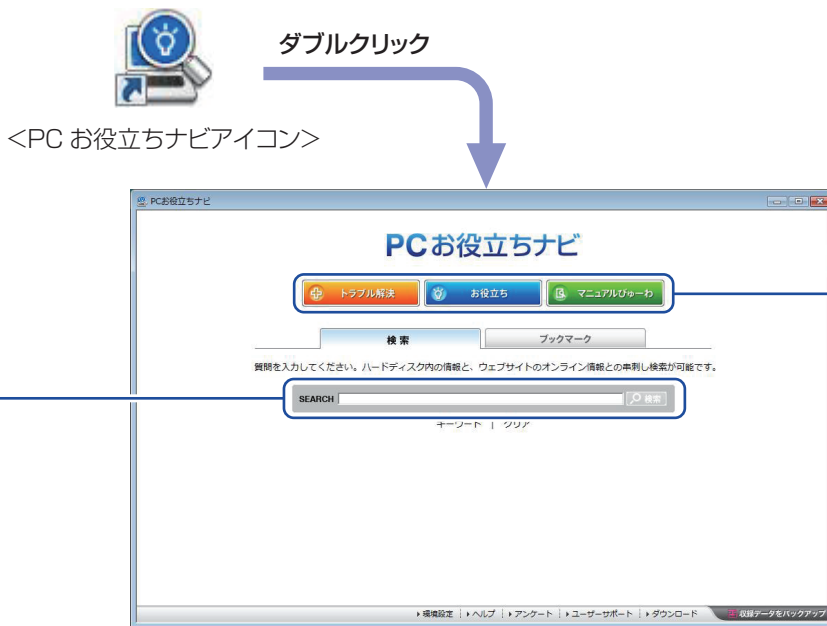 ダブルクリック
<PC お役立ちナビアイコン>
PCお役立ちナビ
PCお役立ちナビ
トラブル解決 お役立ち マニュアルびゅーわ
検索 ブックマーク
質問を入力してください。ハードディスク内の情報と、ウェブサイトのオンライン情報との串刺し検索が可能です。
SEARCH 検索
キーワード | クリア
環境設定 ヘルプ アンケート ユーザーサポート ダウンロード 収録データをバックアップ